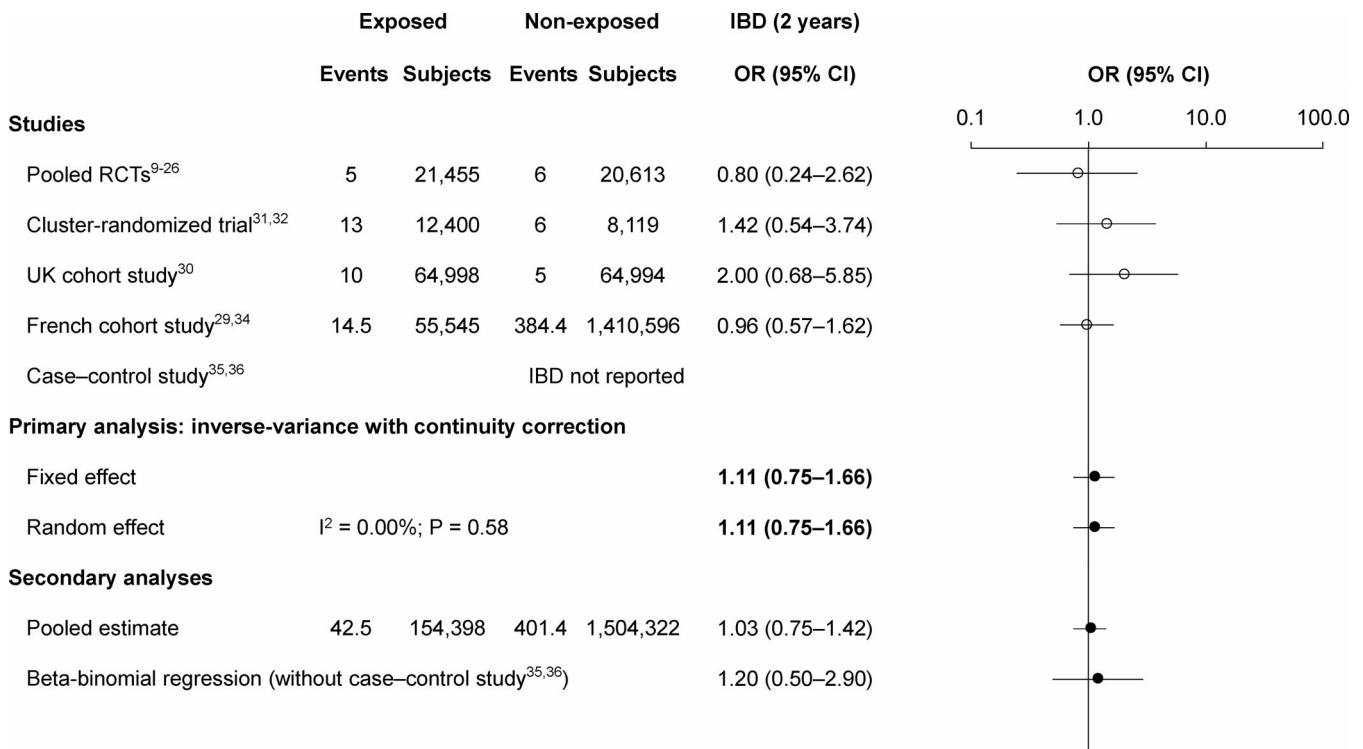 Exposed Non-exposed IBD (2 years)
Events Subjects Events Subjects OR (95% CI) OR (95% CI)
0.1 1.0 10.0 100.0
Studies
Pooled RCTs9-26 5 21,455 6 20,613 0.80 (0.24–2.62)
Cluster-randomized trial31,32 13 12,400 6 8,119 1.42 (0.54–3.74)
UK cohort study30 10 64,998 5 64,994 2.00 (0.68–5.85)
French cohort study29,34 14.5 55,545 384.4 1,410,596 0.96 (0.57–1.62)
Case–control study35,36 IBD not reported
Primary analysis: inverse-variance with continuity correction
Fixed effect 1.11 (0.75–1.66)
Random effect I2 = 0.00%; P = 0.58 1.11 (0.75–1.66)
Secondary analyses
Pooled estimate 42.5 154,398 401.4 1,504,322 1.03 (0.75–1.42)
Beta-binomial regression (without case–control study35,36) 1.20 (0.50–2.90)